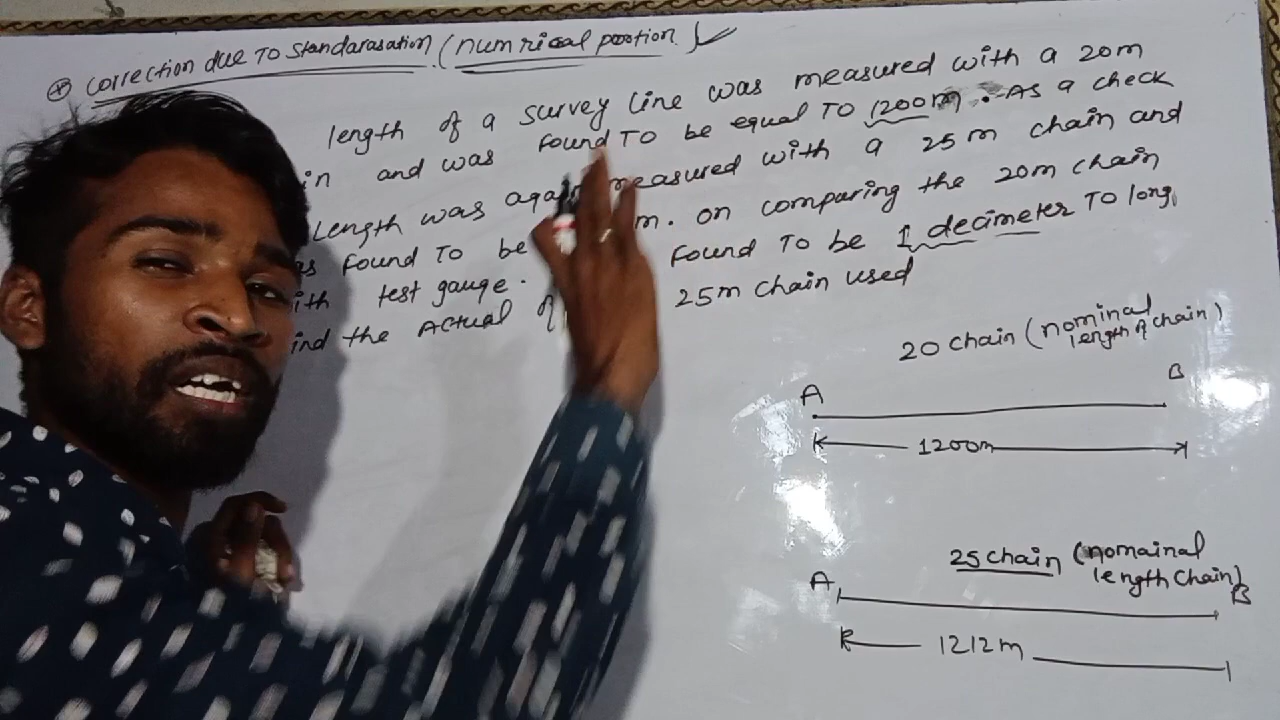 * correction due To standarasation (numrical portion)
length of a survey line was measured with a 20m
in and was found To be equal To 1200m. As a check
Length was again measured with a 25m chain and
as found To be m. on comparing the 20m chain
ith test gauge. found To be 1 decimeter To long,
ind the Actual of 25m chain used
20 chain (nominal
length of chain)
A B
1200m
25 chain (nomainal
length chain)
A B
1212m